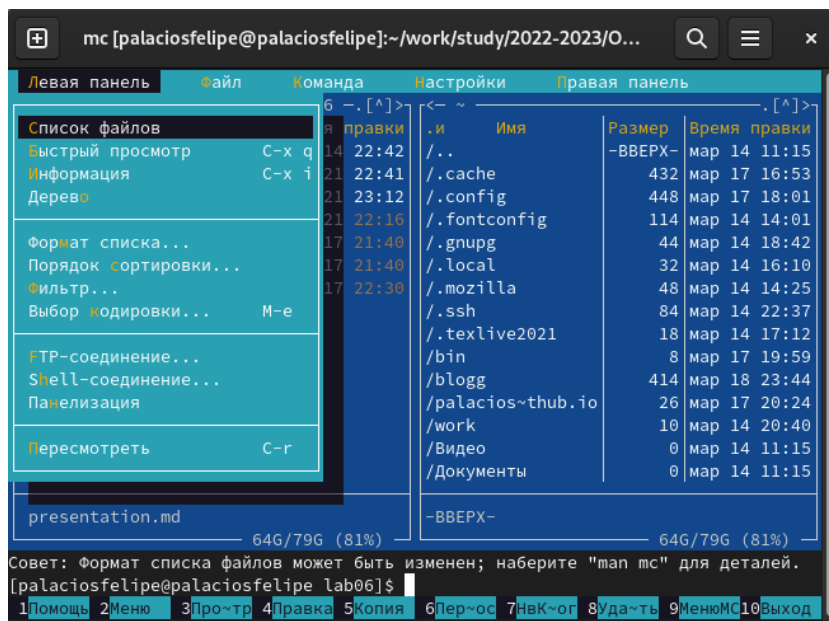 mc [palaciosfelipe@palaciosfelipe]:~/work/study/2022-2023/O...
Левая панель Файл Команда Настройки Правая панель
6 .[^]> <— ~ .[^]>
Список файлов я правки .и Имя Размер Время правки
Быстрый просмотр C-x q 14 22:42 /.. -ВВЕРХ- мар 14 11:15
Информация C-x i 21 22:41 /.cache 432 мар 17 16:53
Дерево 21 23:12 /.config 448 мар 17 18:01
21 22:16 /.fontconfig 114 мар 14 14:01
Формат списка... 17 21:40 /.gnupg 44 мар 14 18:42
Порядок сортировки... 17 21:40 /.local 32 мар 14 16:10
Фильтр... 17 22:30 /.mozilla 48 мар 14 14:25
Выбор кодировки... M-e /.ssh 84 мар 14 22:37
/.texlive2021 18 мар 14 17:12
FTP-соединение... /bin 8 мар 17 19:59
Shell-соединение... /blogg 414 мар 18 23:44
Панелизация /palacios~thub.io 26 мар 17 20:24
/work 10 мар 14 20:40
Пересмотреть C-r /Видео 0 мар 14 11:15
/Документы 0 мар 14 11:15
presentation.md -ВВЕРХ-
64G/79G (81%) 64G/79G (81%)
Совет: Формат списка файлов может быть изменен; наберите "man mc" для деталей.
[palaciosfelipe@palaciosfelipe lab06]$
1Помощь 2Меню 3Про~тр 4Правка 5Копия 6Пер~ос 7НвК~ог 8Уда~ть 9МенюМС10Выход